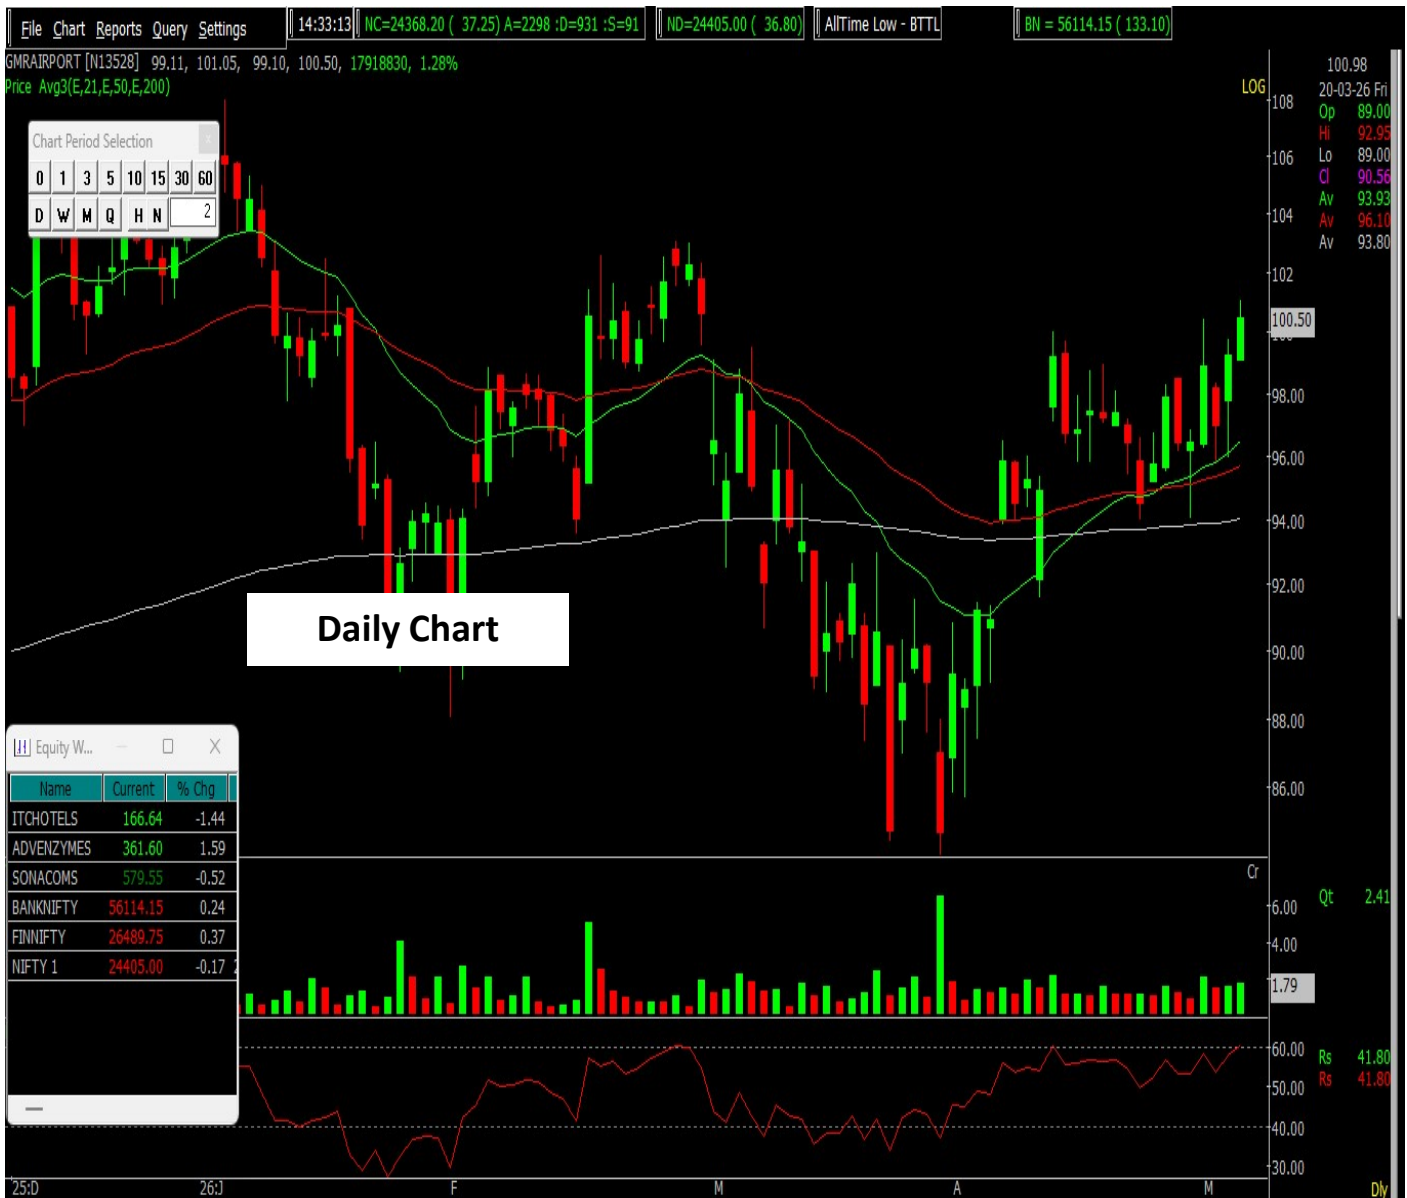 File Chart Reports Query Settings
14:33:13
NC=24368.20 ( 37.25) A=2298 :D=931 :S=91
ND=24405.00 ( 36.80)
AllTime Low - BTTL
BN = 56114.15 ( 133.10)
GMRAIRPORT [N13528] 99.11, 101.05, 99.10, 100.50, 17918830, 1.28%
Price Avg3(E,21,E,50,E,200)
LOG
Chart Period Selection
0 1 3 5 10 15 30 60
D W M Q H N 2
100.98
20-03-26 Fri
Op 89.00
Hi 92.95
Lo 89.00
Cl 90.56
Av 93.93
Av 96.10
Av 93.80
108
106
104
102
100.50
100
98.00
96.00
94.00
92.00
90.00
88.00
86.00
Daily Chart
Equity W...
Name Current % Chg
ITCHOTELS 166.64 -1.44
ADVENZYMES 361.60 1.59
SONACOMS 579.55 -0.52
BANKNIFTY 56114.15 0.24
FINNIFTY 26489.75 0.37
NIFTY 1 24405.00 -0.17
Cr
6.00
4.00
1.79
Qt 2.41
60.00
50.00
40.00
30.00
Rs 41.80
Rs 41.80
25:D 26:J F M A M Dly